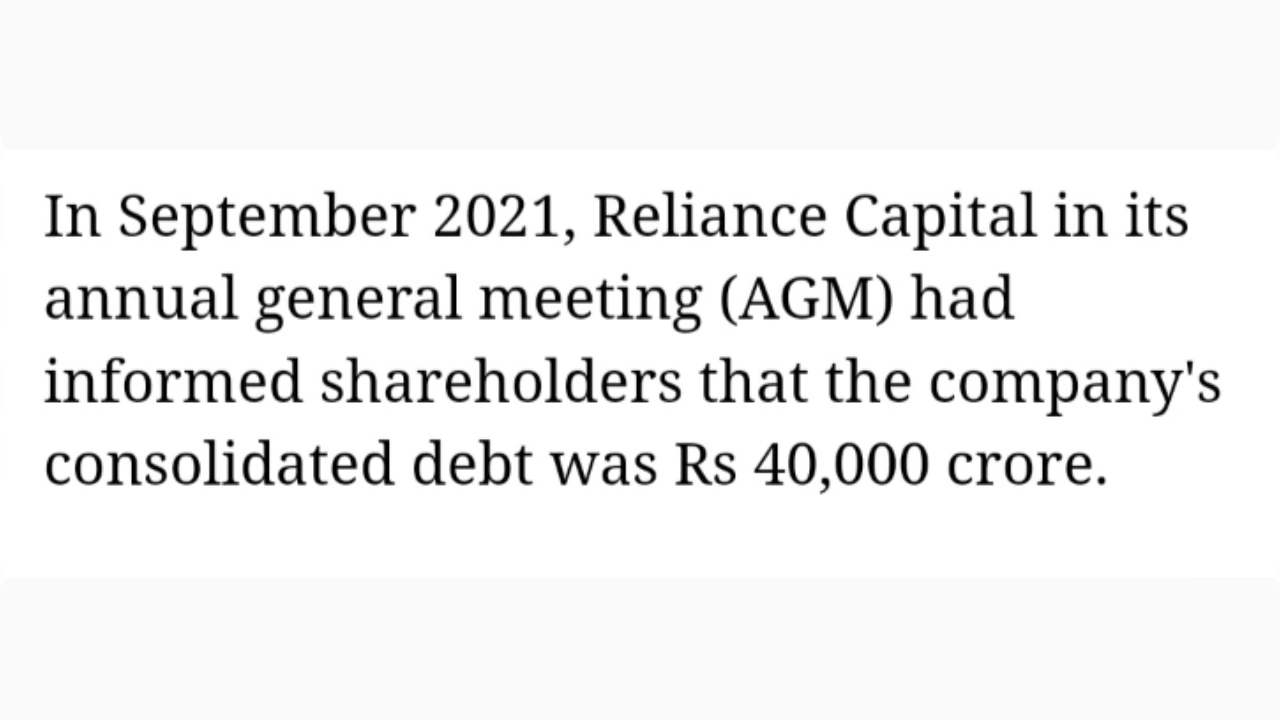 In September 2021, Reliance Capital in its
annual general meeting (AGM) had
informed shareholders that the company's
consolidated debt was Rs 40,000 crore.